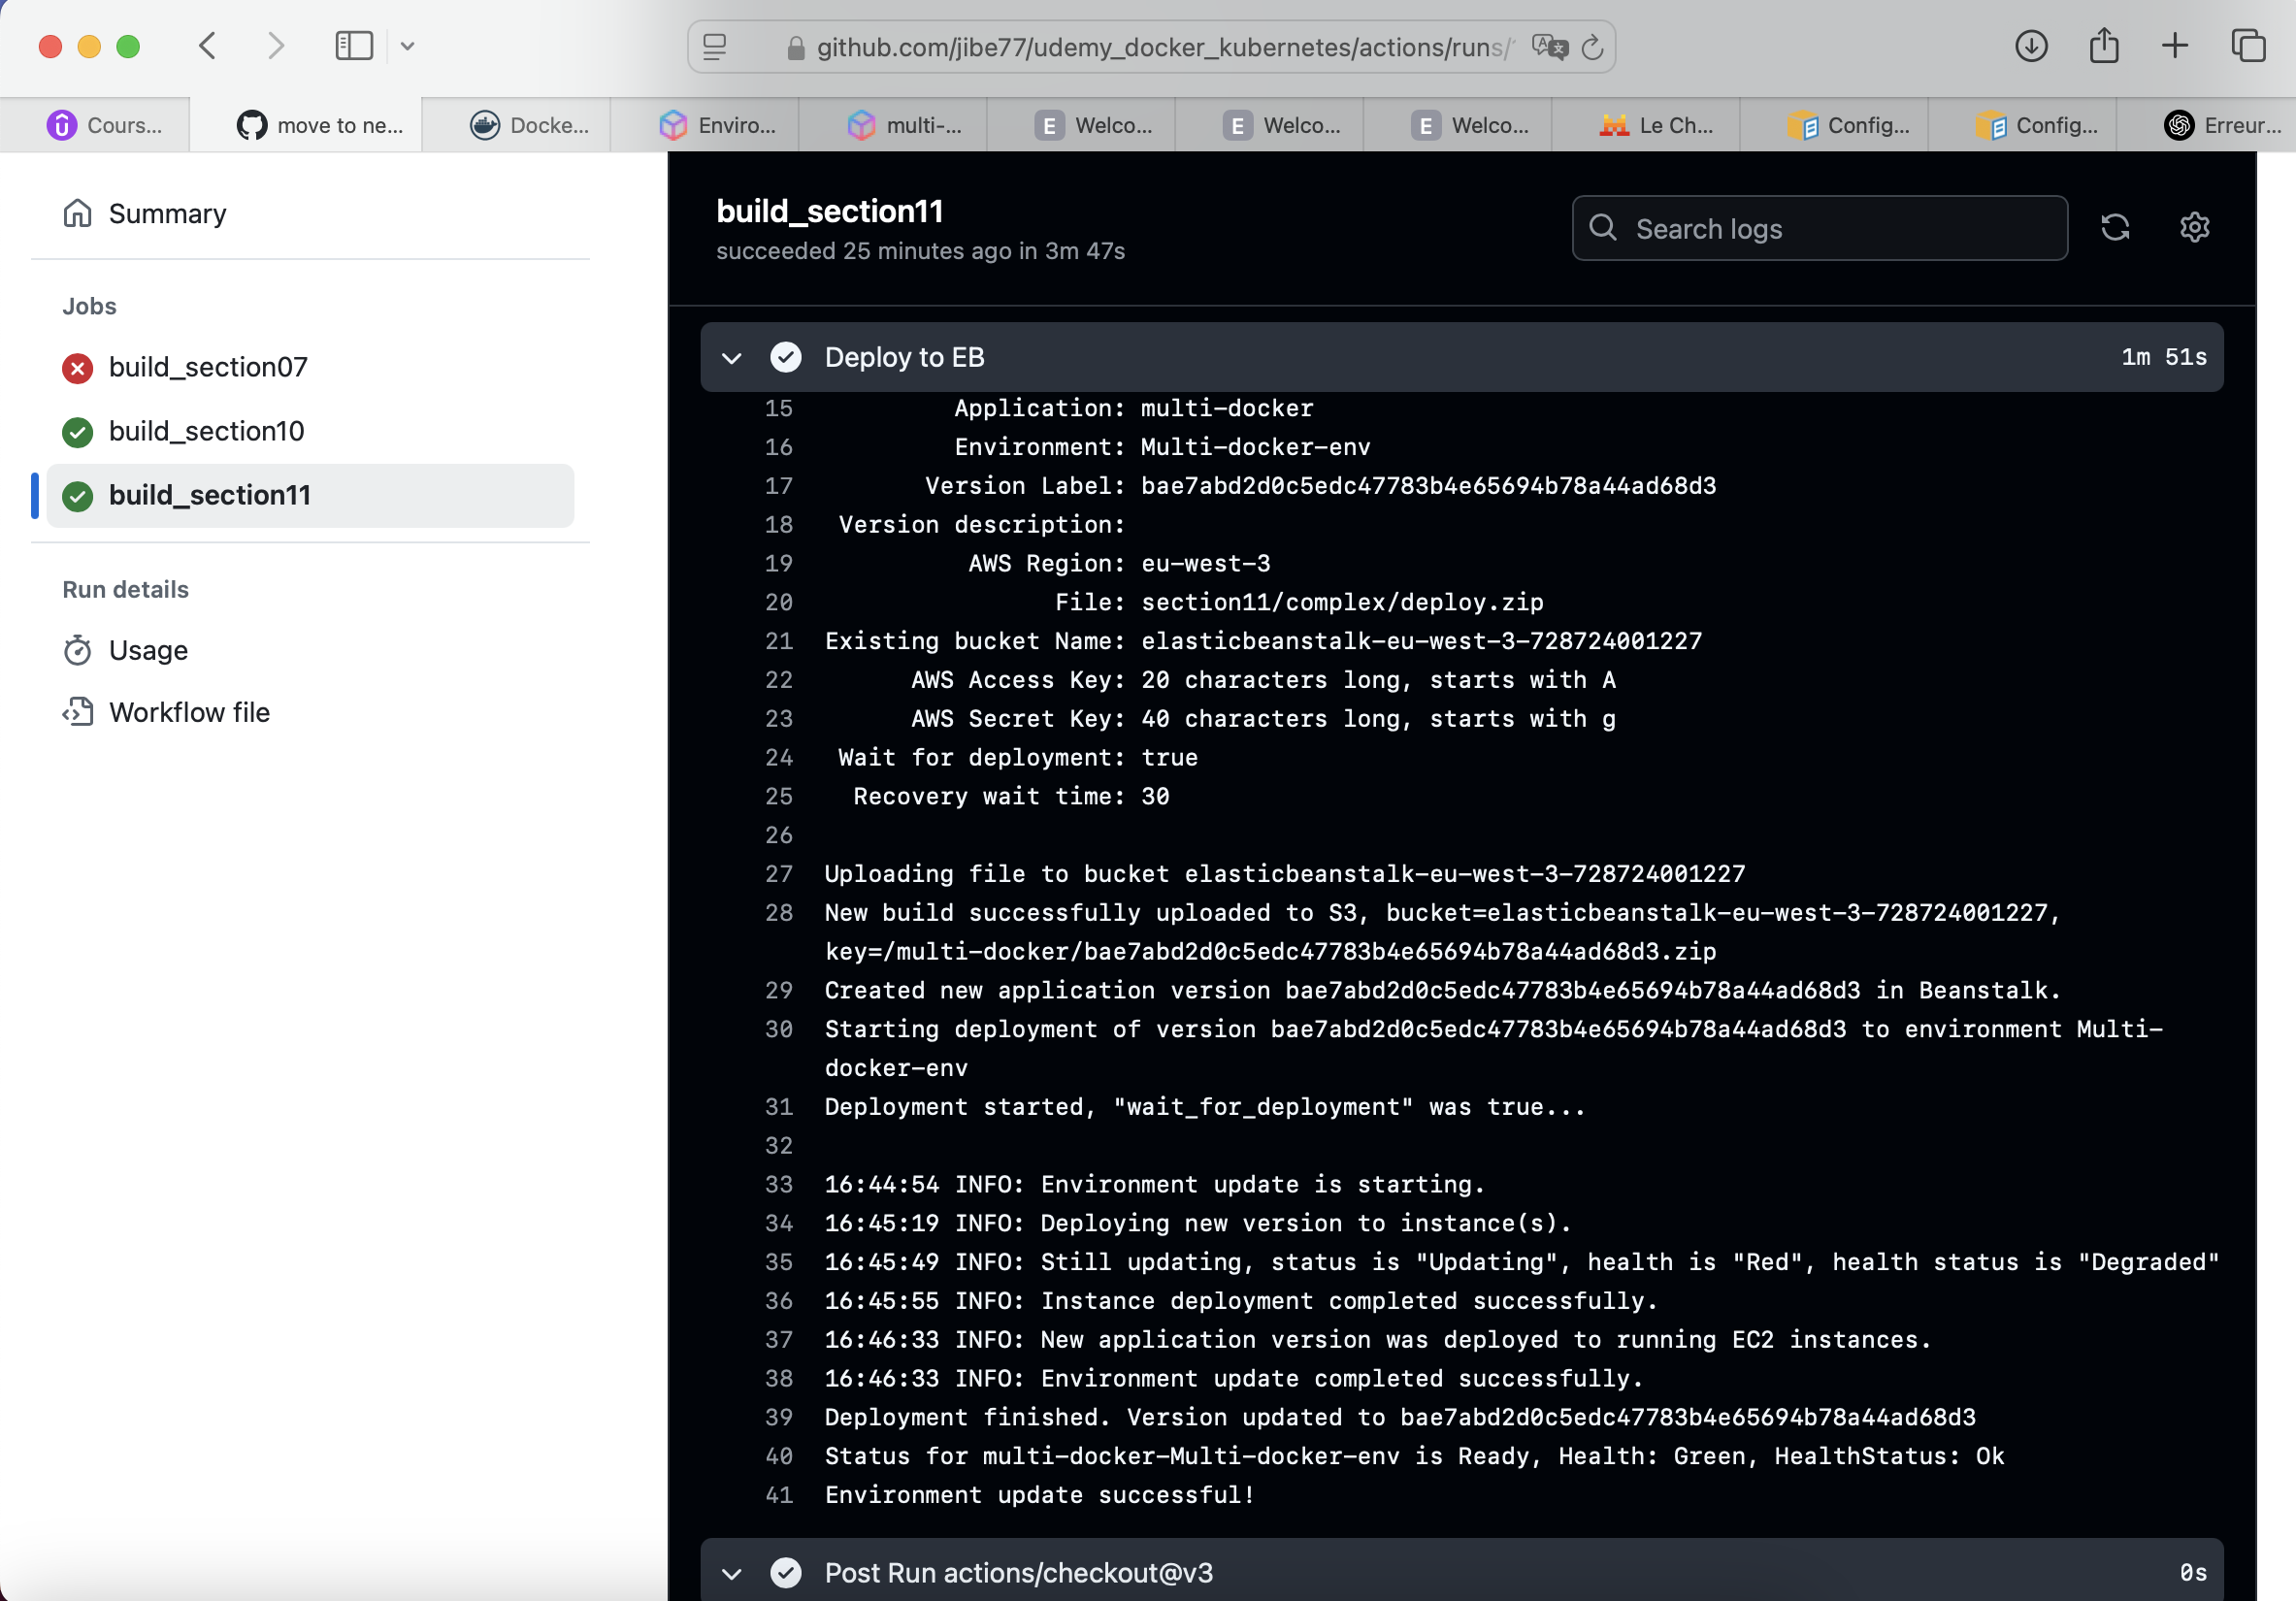 github.com/jibe77/udemy_docker_kubernetes/actions/runs/
Cours...
move to ne...
Docke...
Enviro...
multi-...
E Welco...
E Welco...
E Welco...
Le Ch...
Config...
Config...
Erreur...
Summary
Jobs
build_section07
build_section10
build_section11
Run details
Usage
Workflow file
build_section11
succeeded 25 minutes ago in 3m 47s
Search logs
Deploy to EB 1m 51s
15 Application: multi-docker
16 Environment: Multi-docker-env
17 Version Label: bae7abd2d0c5edc47783b4e65694b78a44ad68d3
18 Version description:
19 AWS Region: eu-west-3
20 File: section11/complex/deploy.zip
21 Existing bucket Name: elasticbeanstalk-eu-west-3-728724001227
22 AWS Access Key: 20 characters long, starts with A
23 AWS Secret Key: 40 characters long, starts with g
24 Wait for deployment: true
25 Recovery wait time: 30
26
27 Uploading file to bucket elasticbeanstalk-eu-west-3-728724001227
28 New build successfully uploaded to S3, bucket=elasticbeanstalk-eu-west-3-728724001227,
key=/multi-docker/bae7abd2d0c5edc47783b4e65694b78a44ad68d3.zip
29 Created new application version bae7abd2d0c5edc47783b4e65694b78a44ad68d3 in Beanstalk.
30 Starting deployment of version bae7abd2d0c5edc47783b4e65694b78a44ad68d3 to environment Multi-
docker-env
31 Deployment started, "wait_for_deployment" was true...
32
33 16:44:54 INFO: Environment update is starting.
34 16:45:19 INFO: Deploying new version to instance(s).
35 16:45:49 INFO: Still updating, status is "Updating", health is "Red", health status is "Degraded"
36 16:45:55 INFO: Instance deployment completed successfully.
37 16:46:33 INFO: New application version was deployed to running EC2 instances.
38 16:46:33 INFO: Environment update completed successfully.
39 Deployment finished. Version updated to bae7abd2d0c5edc47783b4e65694b78a44ad68d3
40 Status for multi-docker-Multi-docker-env is Ready, Health: Green, HealthStatus: Ok
41 Environment update successful!
Post Run actions/checkout@v3 0s